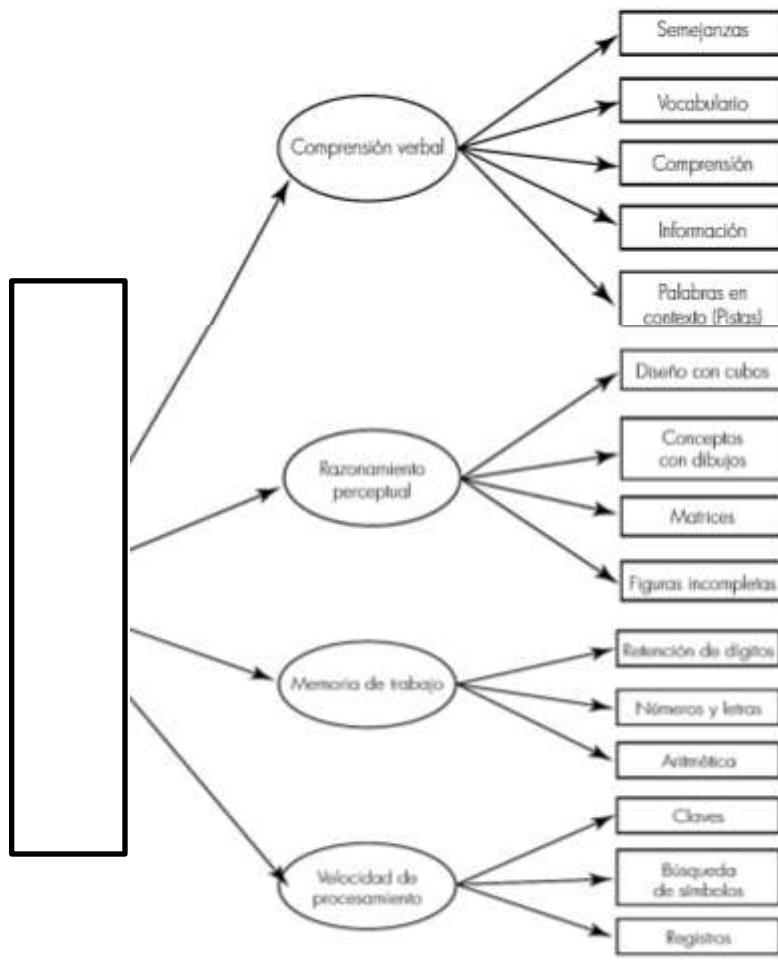 Semejanzas
Vocabulario
Comprensión verbal
Comprensión
Información
Palabras en
contexto (Pistas)
Diseño con cubos
Conceptos
con dibujos
Razonamiento
perceptual
Matrices
Figuras incompletas
Retención de dígitos
Memoria de trabajo
Números y letras
Aritmética
Claves
Velocidad de
procesamiento
Búsqueda
de símbolos
Registros